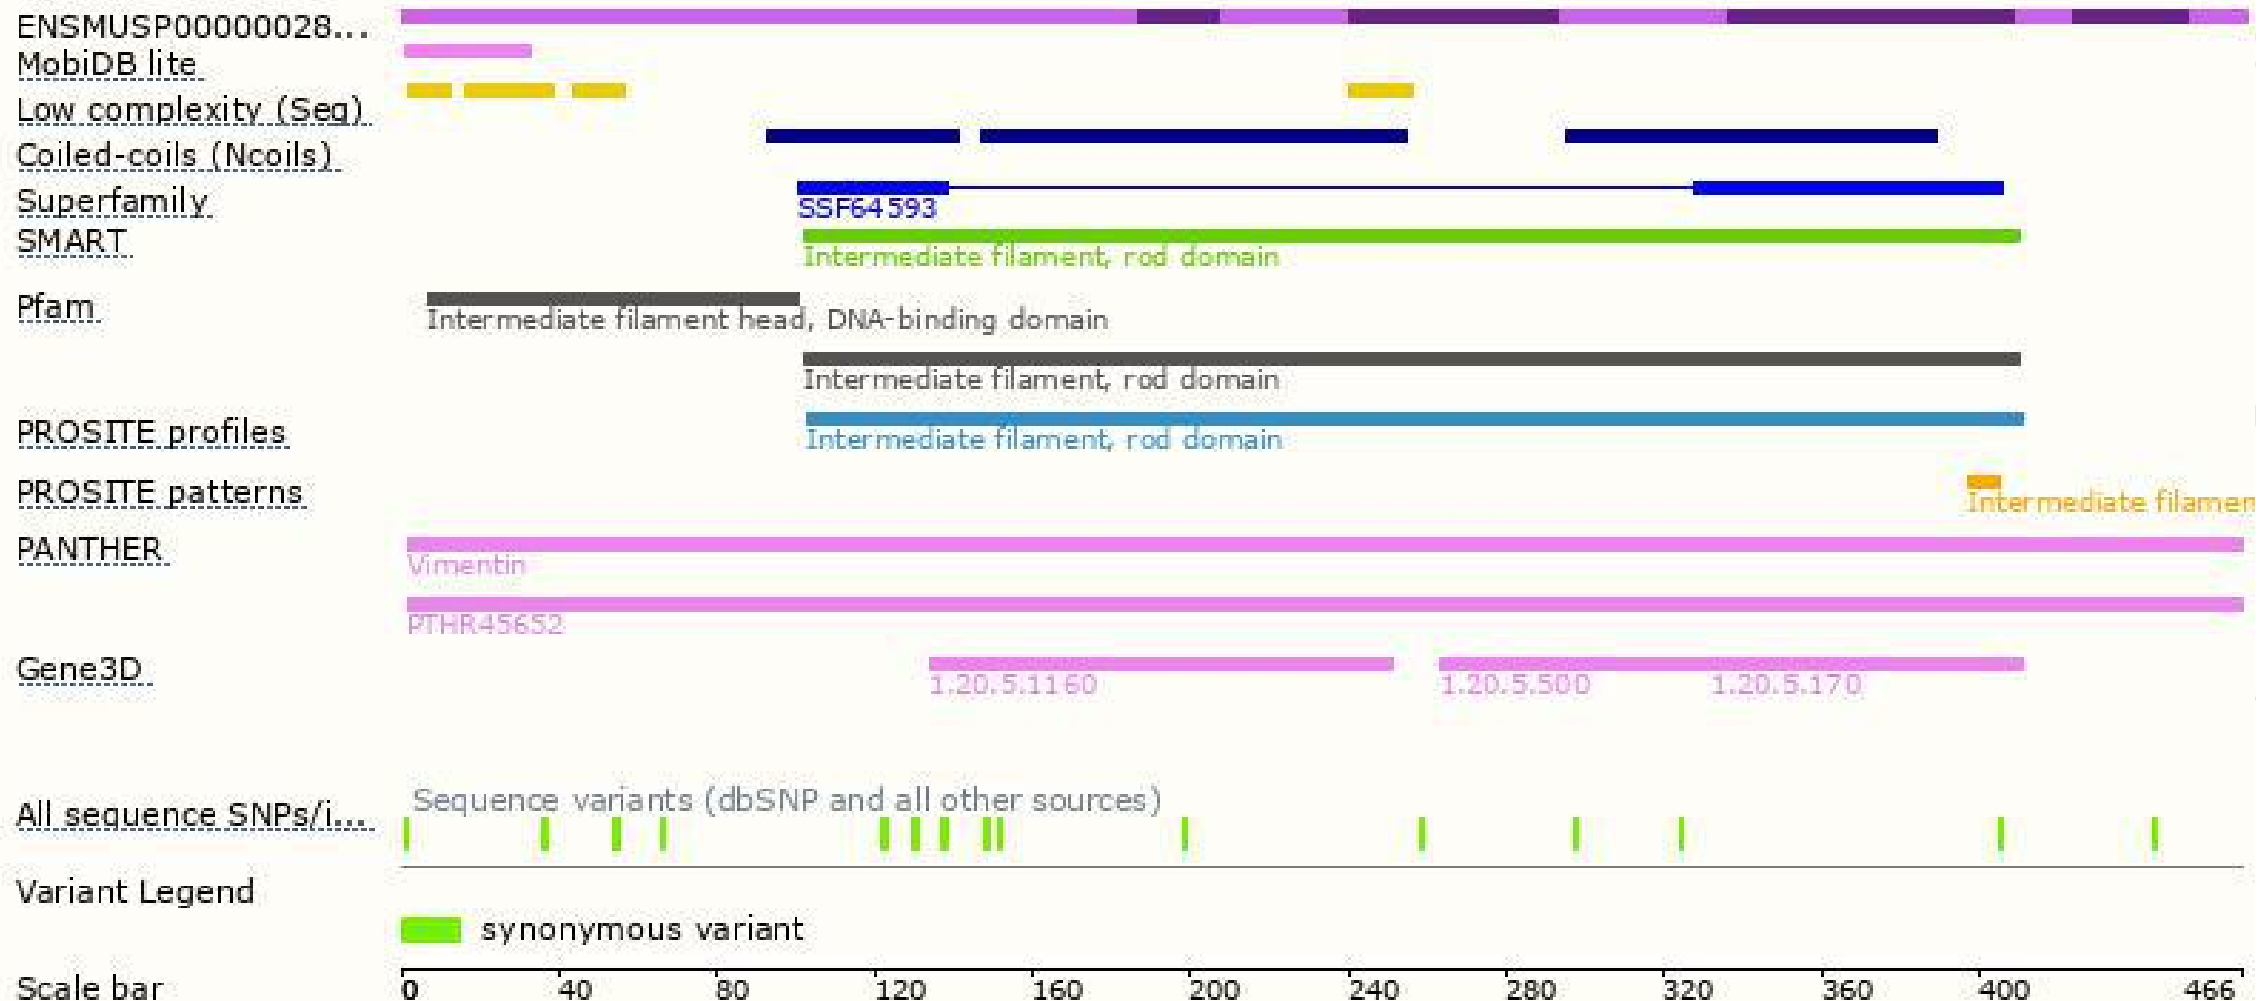 ENSMUSP00000028...
MobiDB lite
Low complexity (Seg)
Coiled-coils (Ncoils)
Superfamily
SSF64593
SMART
Intermediate filament, rod domain
Pfam
Intermediate filament head, DNA-binding domain
Intermediate filament, rod domain
PROSITE profiles
Intermediate filament, rod domain
PROSITE patterns
Intermediate filamen
PANTHER
Vimentin
PTHR45652
Gene3D
1.20.5.1160 1.20.5.500 1.20.5.170
Sequence variants (dbSNP and all other sources)
All sequence SNPs/i...
Variant Legend
synonymous variant
Scale bar 0 40 80 120 160 200 240 280 320 360 400 466